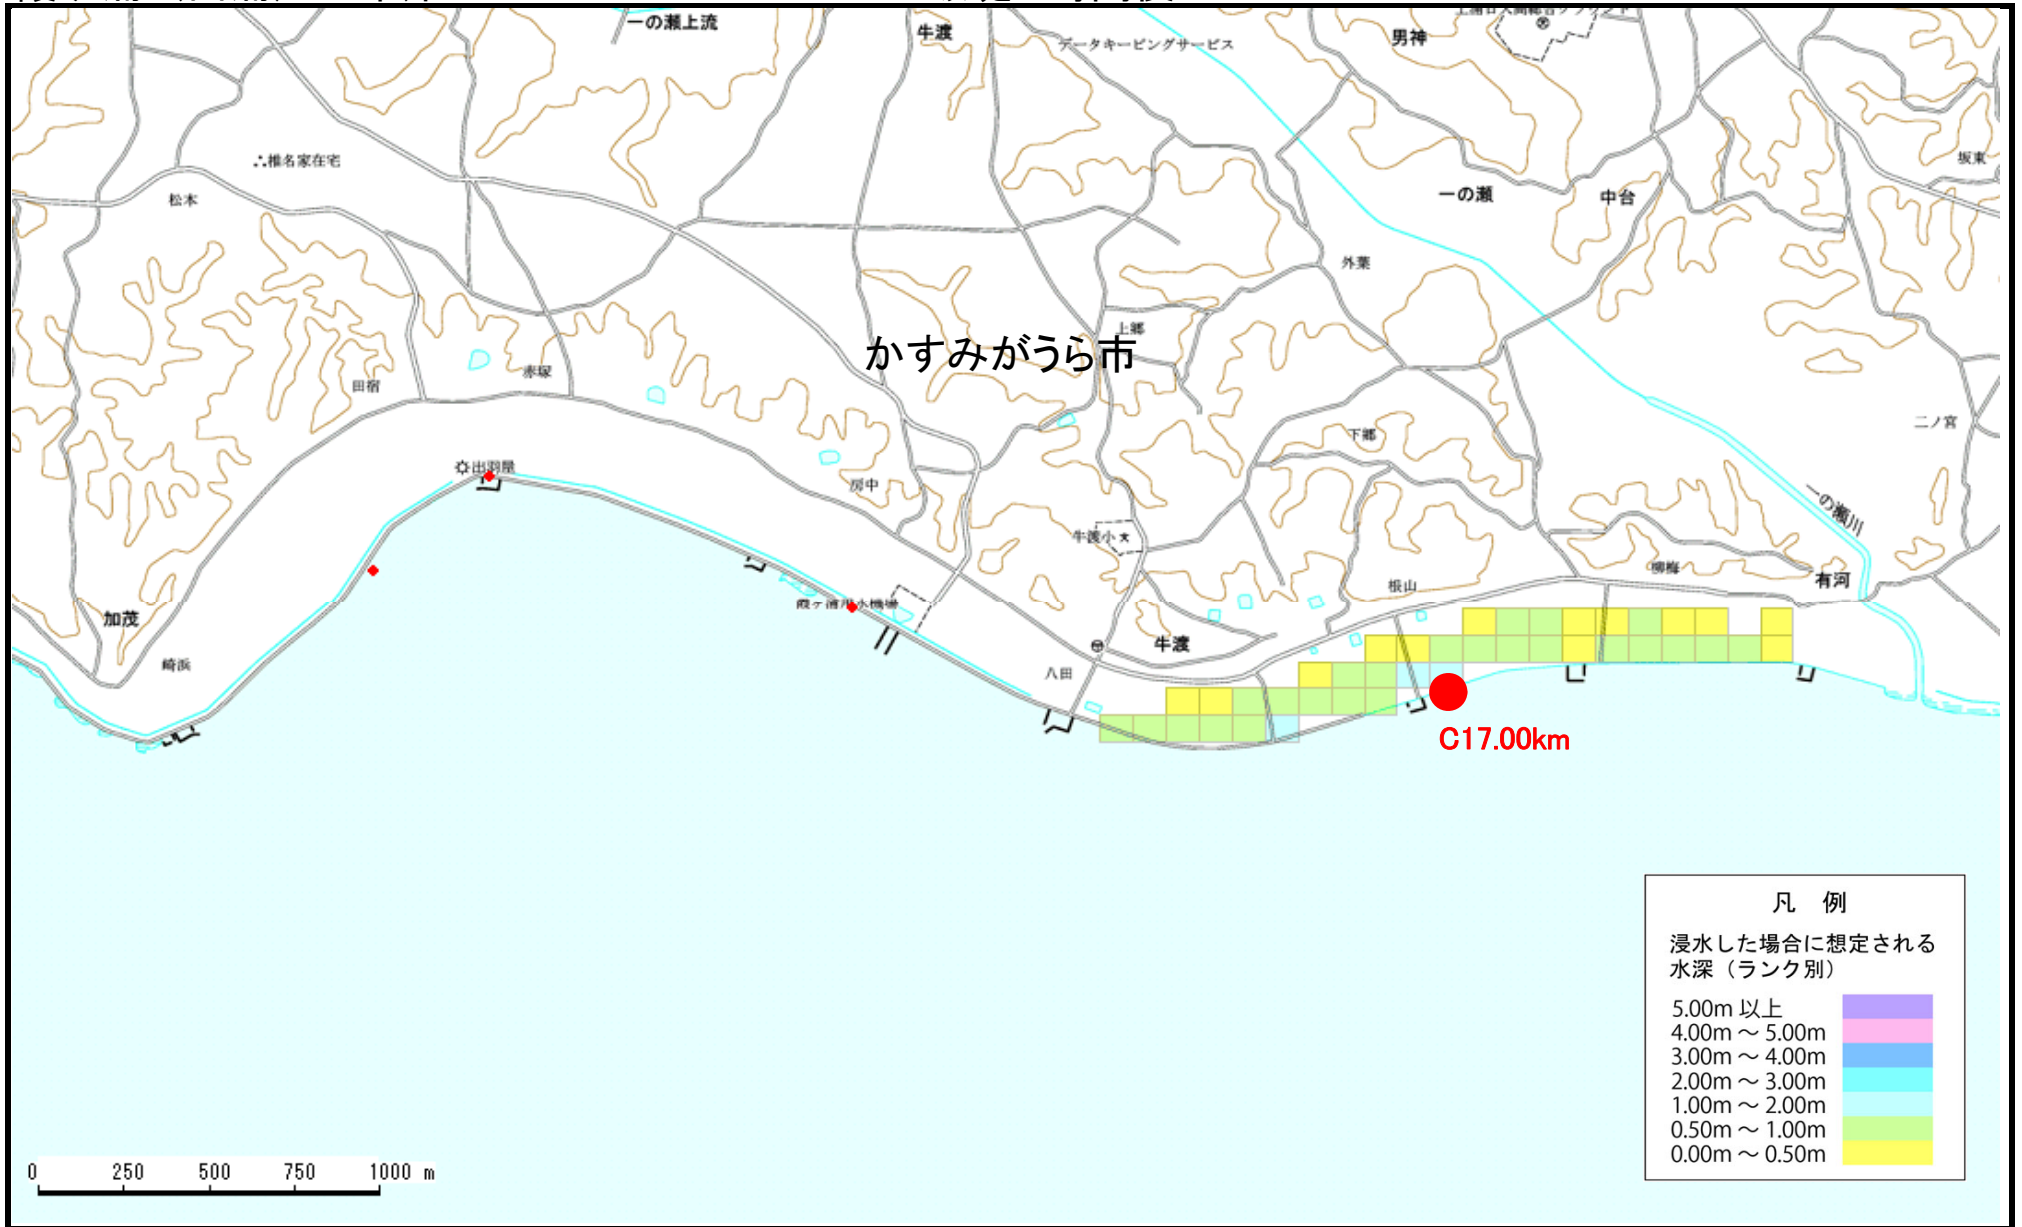 一の瀬上流
牛渡
データキーピングサービス
男神
椎名家在宅
松本
坂東
一の瀬
中台
外葉
上郷
かすみがうら市
赤塚
田宿
二ノ宮
下郷
出羽屋
房中
一の瀬川
牛渡小
柳梅
有河
根山
霞ヶ浦用水機場
加茂
崎浜
牛渡
八田
C17.00km
凡 例
浸水した場合に想定される
水深（ランク別）
5.00m 以上
4.00m ～ 5.00m
3.00m ～ 4.00m
2.00m ～ 3.00m
1.00m ～ 2.00m
0.50m ～ 1.00m
0.00m ～ 0.50m
0 250 500 750 1000 m